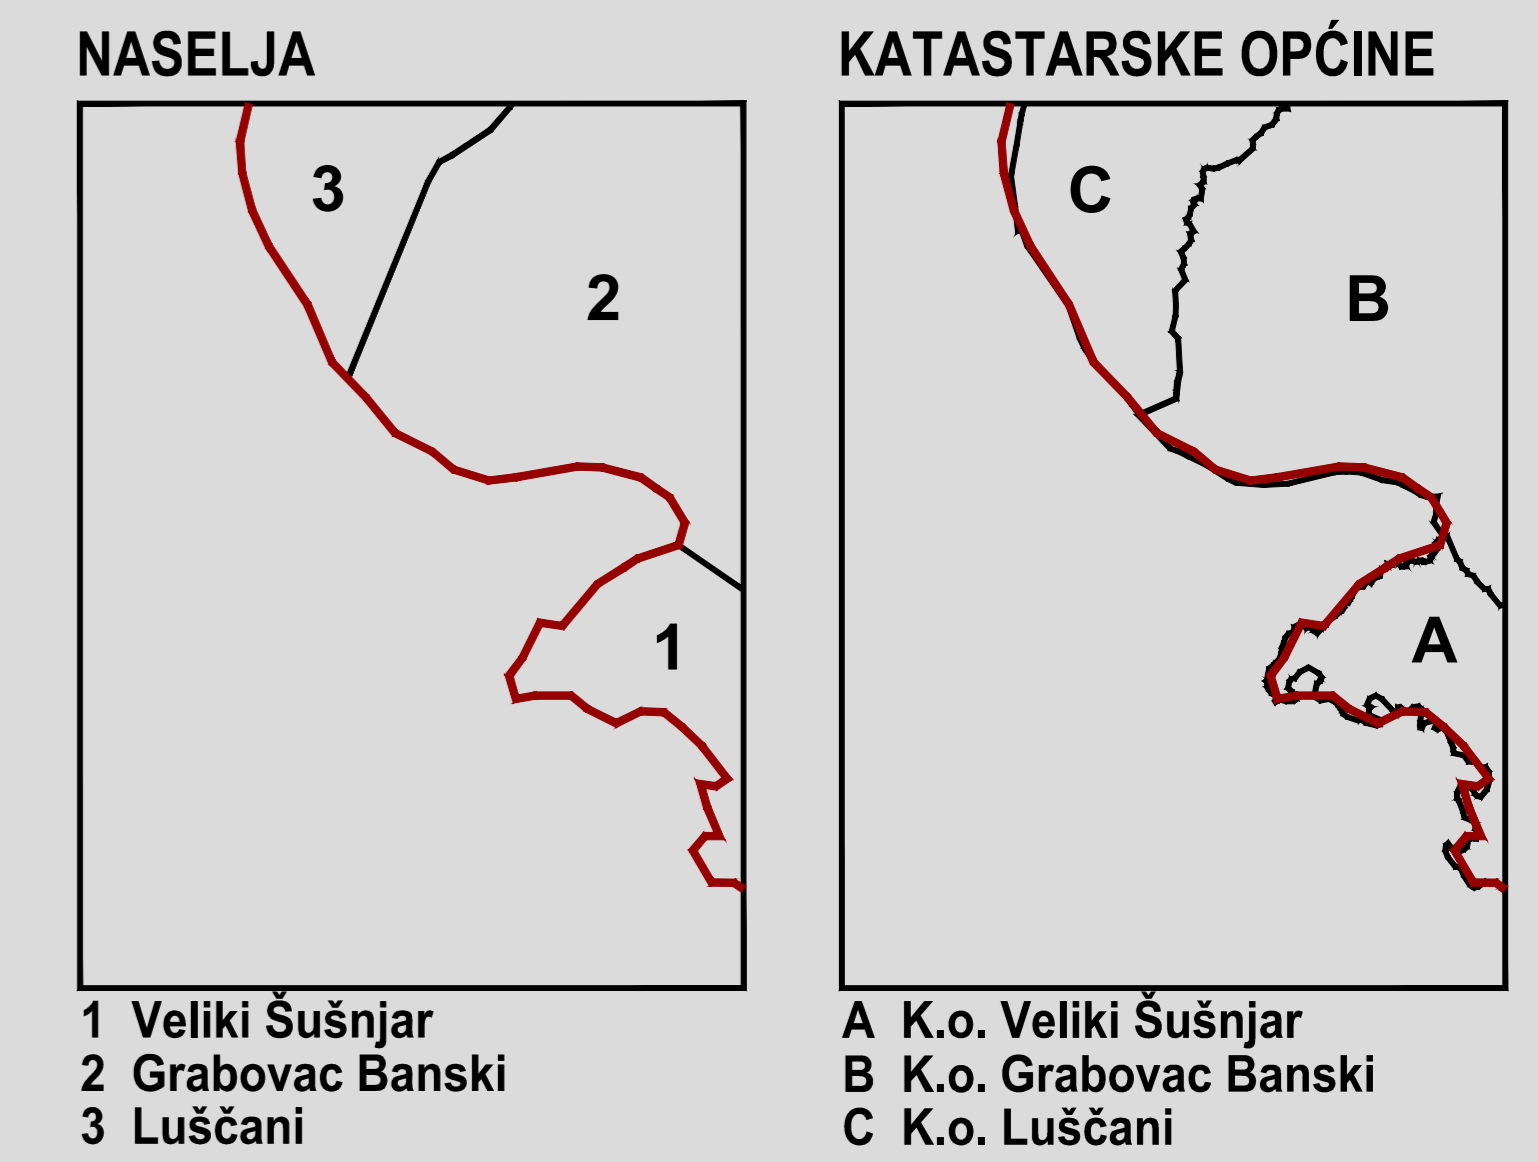 NASELJA
3
2
1
1 Veliki Šušnjar
2 Grabovac Banski
3 Luščani
KATASTARSKE OPĆINE
C
B
A
A K.o. Veliki Šušnjar
B K.o. Grabovac Banski
C K.o. Luščani